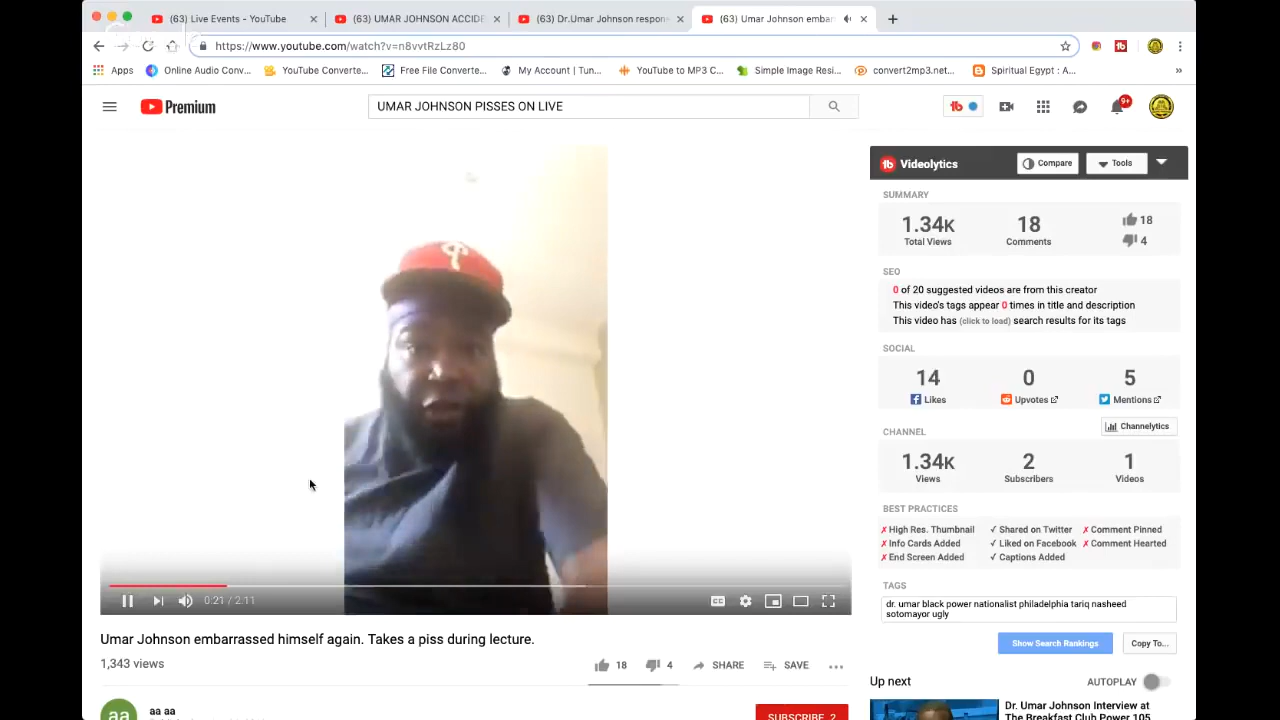 (63) Live Events - YouTube
(63) UMAR JOHNSON ACCIDE
(63) Dr.Umar Johnson respon
(63) Umar Johnson emba
https://www.youtube.com/watch?v=n8vvtRzLz80
Apps
Online Audio Conv...
YouTube Converte...
Free File Converte...
My Account | Tun...
YouTube to MP3 C...
Simple Image Resi...
convert2mp3.net...
Spiritual Egypt : A...
»
Premium
UMAR JOHNSON PISSES ON LIVE
tb
9+
tb Videolytics
Compare
Tools
SUMMARY
1.34K
Total Views
18
Comments
18
4
SEO
0 of 20 suggested videos are from this creator
This video's tags appear 0 times in title and description
This video has (click to load) search results for its tags
SOCIAL
14
Likes
0
Upvotes
5
Mentions
CHANNEL
Channelytics
1.34K
Views
2
Subscribers
1
Videos
BEST PRACTICES
✗ High Res. Thumbnail
✓ Shared on Twitter
✗ Comment Pinned
✗ Info Cards Added
✓ Liked on Facebook
✗ Comment Hearted
✗ End Screen Added
✓ Captions Added
TAGS
dr. umar black power nationalist philadelphia tariq nasheed
sotomayor ugly
Show Search Rankings
Copy To...
P
0:21 / 2:11
CC
Umar Johnson embarrassed himself again. Takes a piss during lecture.
1,343 views
18
4
SHARE
SAVE
Up next
AUTOPLAY
aa
aa aa
SUBSCRIBE 2
Dr. Umar Johnson Interview at
The Breakfast Club Power 105